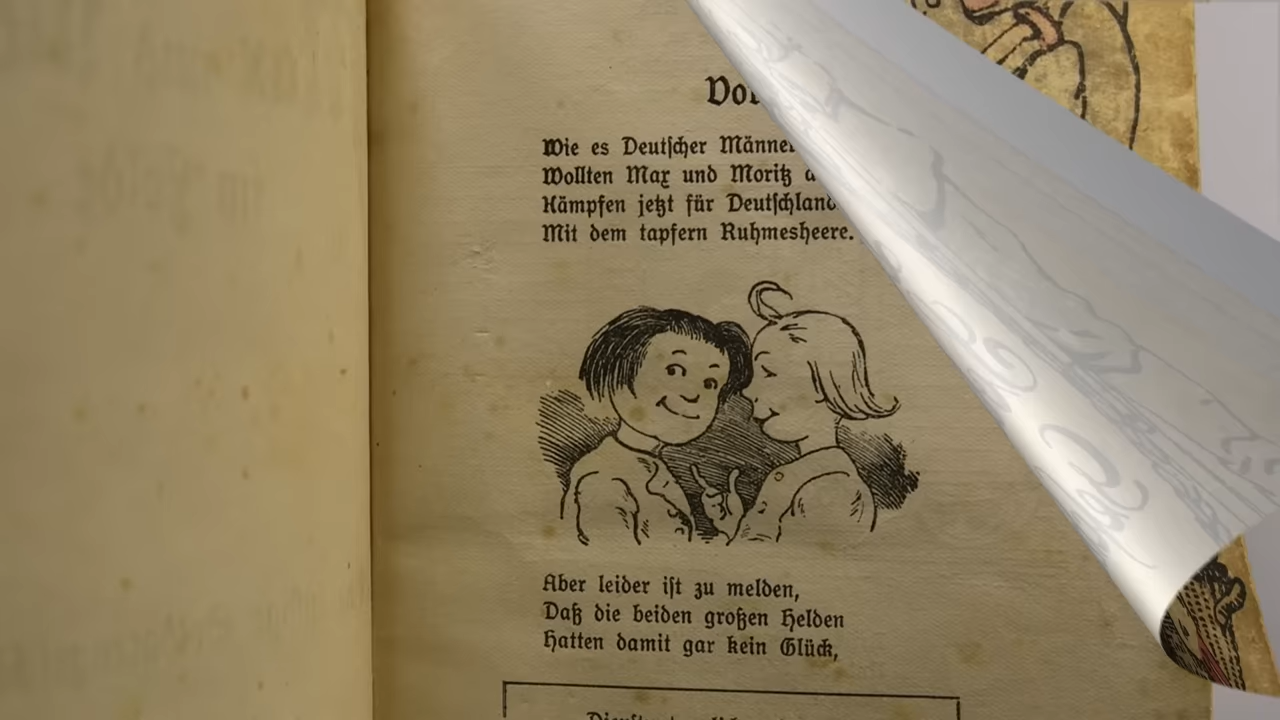 Wie es Deutscher Männer
Wollten Max und Moritz
Kämpfen jetzt für Deutschland
Mit dem tapfern Ruhmesheere.
Aber leider ist zu melden,
Daß die beiden großen Helden
Hatten damit gar kein Glück,